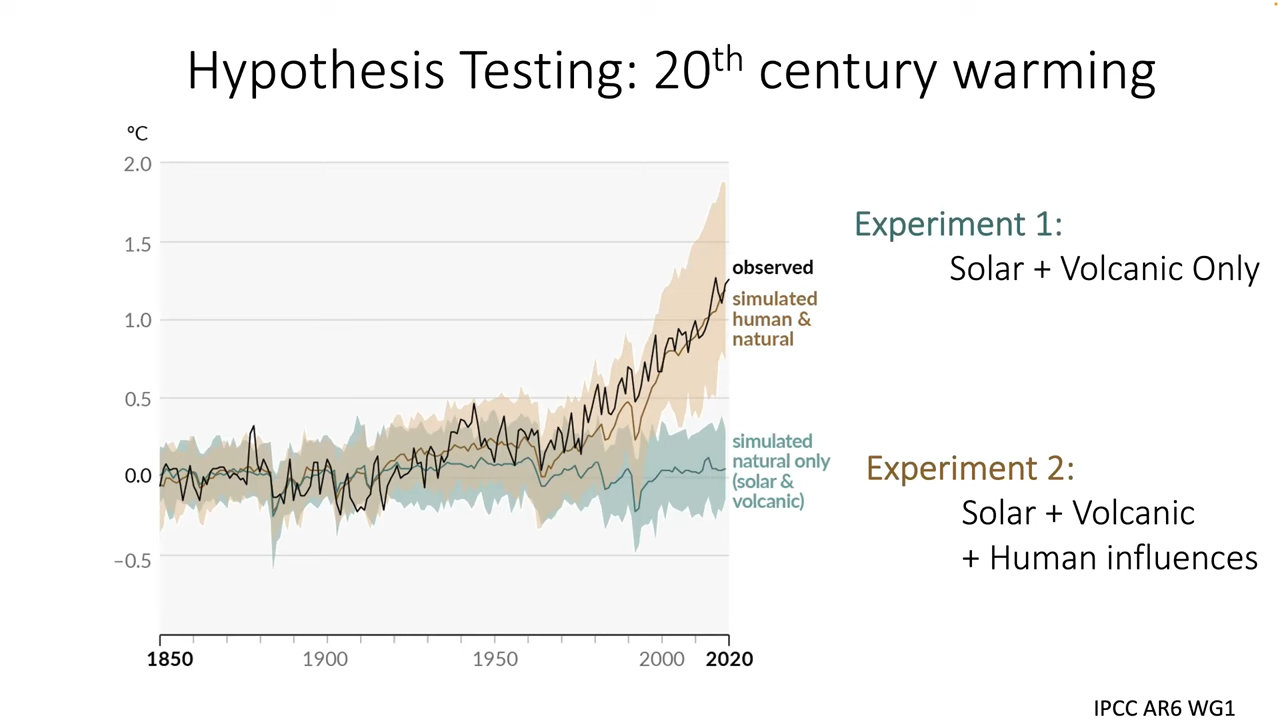 Hypothesis Testing: 20th century warming
ºC
2.0
1.5
1.0
0.5
0.0
−0.5
1850
1900
1950
2000
2020
observed
simulated
human &
natural
simulated
natural only
(solar &
volcanic)
Experiment 1:
Solar + Volcanic Only
Experiment 2:
Solar + Volcanic
+ Human influences
IPCC AR6 WG1